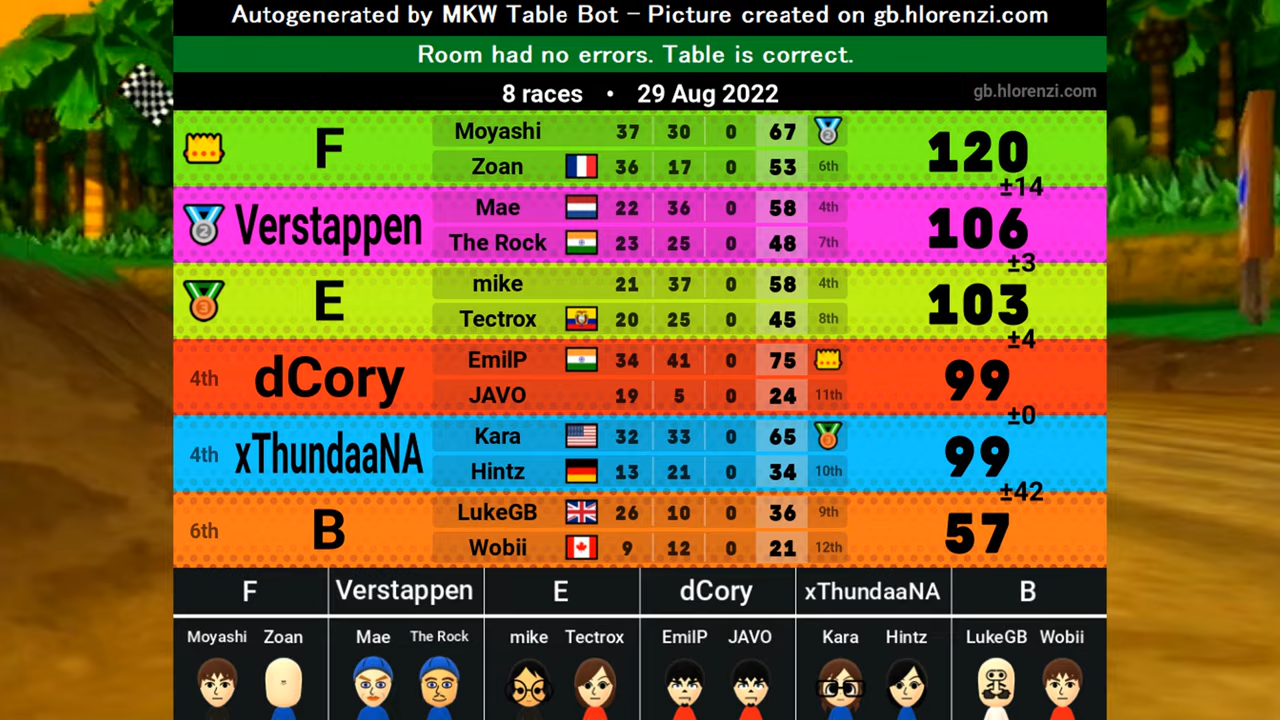 Autogenerated by MKW Table Bot – Picture created on gb.hlorenzi.com
Room had no errors. Table is correct.
8 races • 29 Aug 2022 gb.hlorenzi.com
F Moyashi 37 30 0 67 2 120
Zoan 36 17 0 53 6th
±14
2 Verstappen Mae 22 36 0 58 4th 106
The Rock 23 25 0 48 7th
±3
3 E mike 21 37 0 58 4th 103
Tectrox 20 25 0 45 8th
±4
4th dCory EmilP 34 41 0 75 99
JAVO 19 5 0 24 11th
±0
4th xThundaaNA Kara 32 33 0 65 3 99
Hintz 13 21 0 34 10th
±42
6th B LukeGB 26 10 0 36 9th 57
Wobii 9 12 0 21 12th
F Verstappen E dCory xThundaaNA B
Moyashi Zoan Mae The Rock mike Tectrox EmilP JAVO Kara Hintz LukeGB Wobii